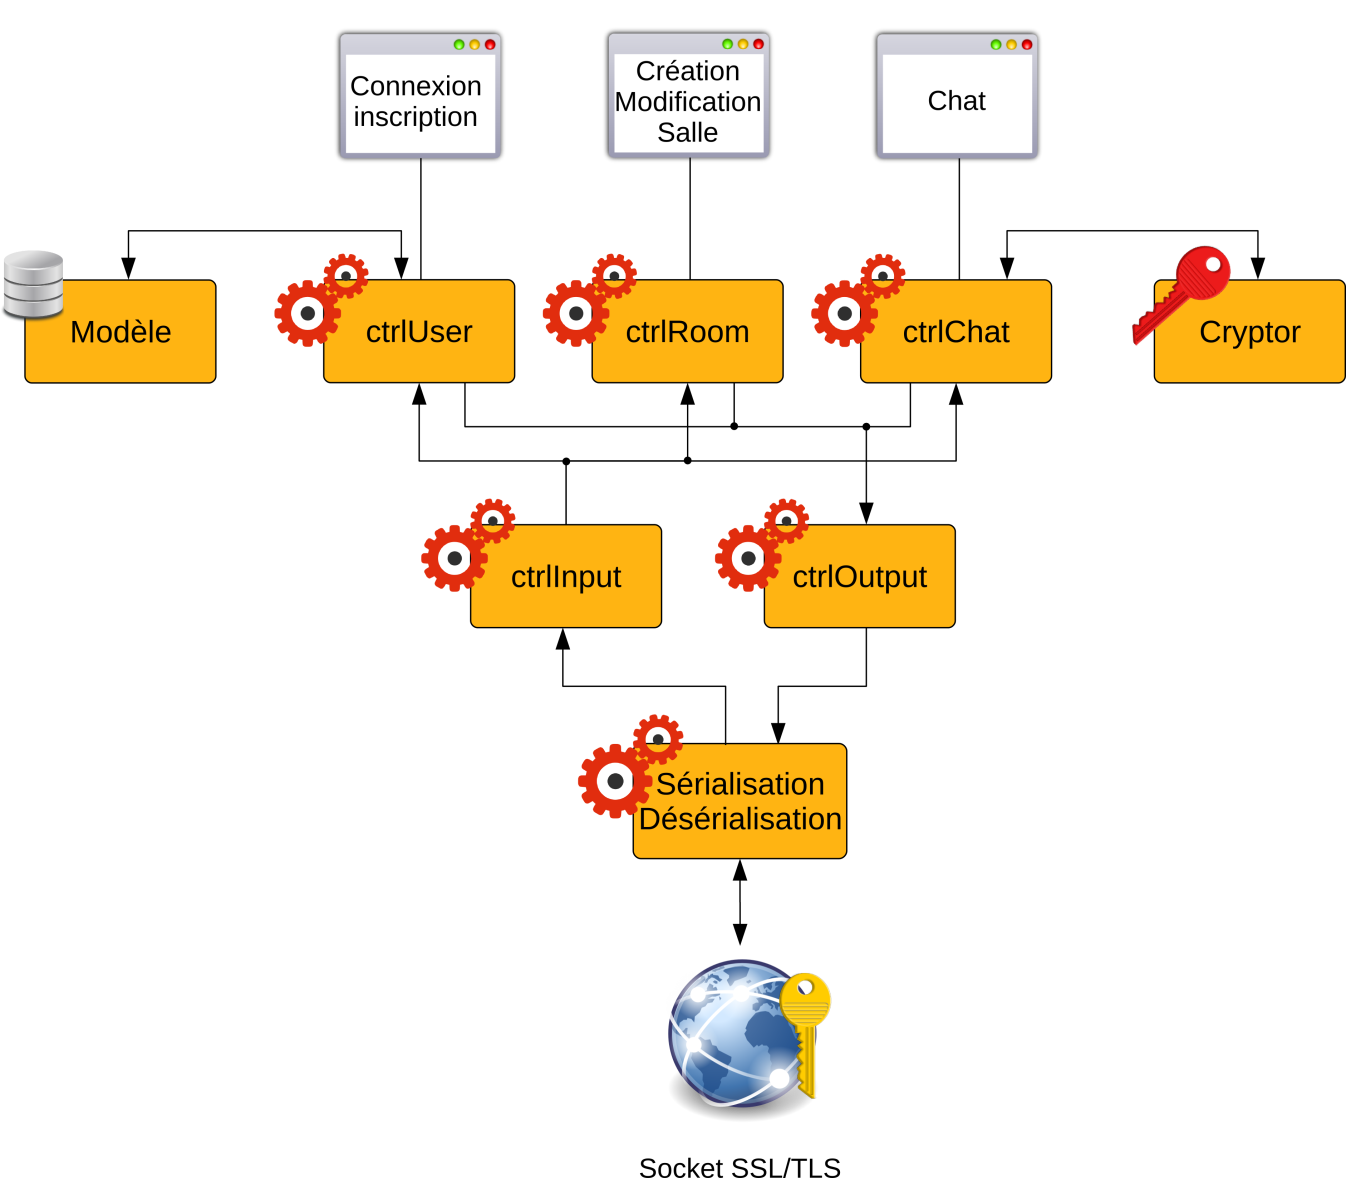 Connexion
inscription
Création
Modification
Salle
Chat
Modèle
ctrlUser
ctrlRoom
ctrlChat
Cryptor
ctrlInput
ctrlOutput
Sérialisation
Désérialisation
Socket SSL/TLS